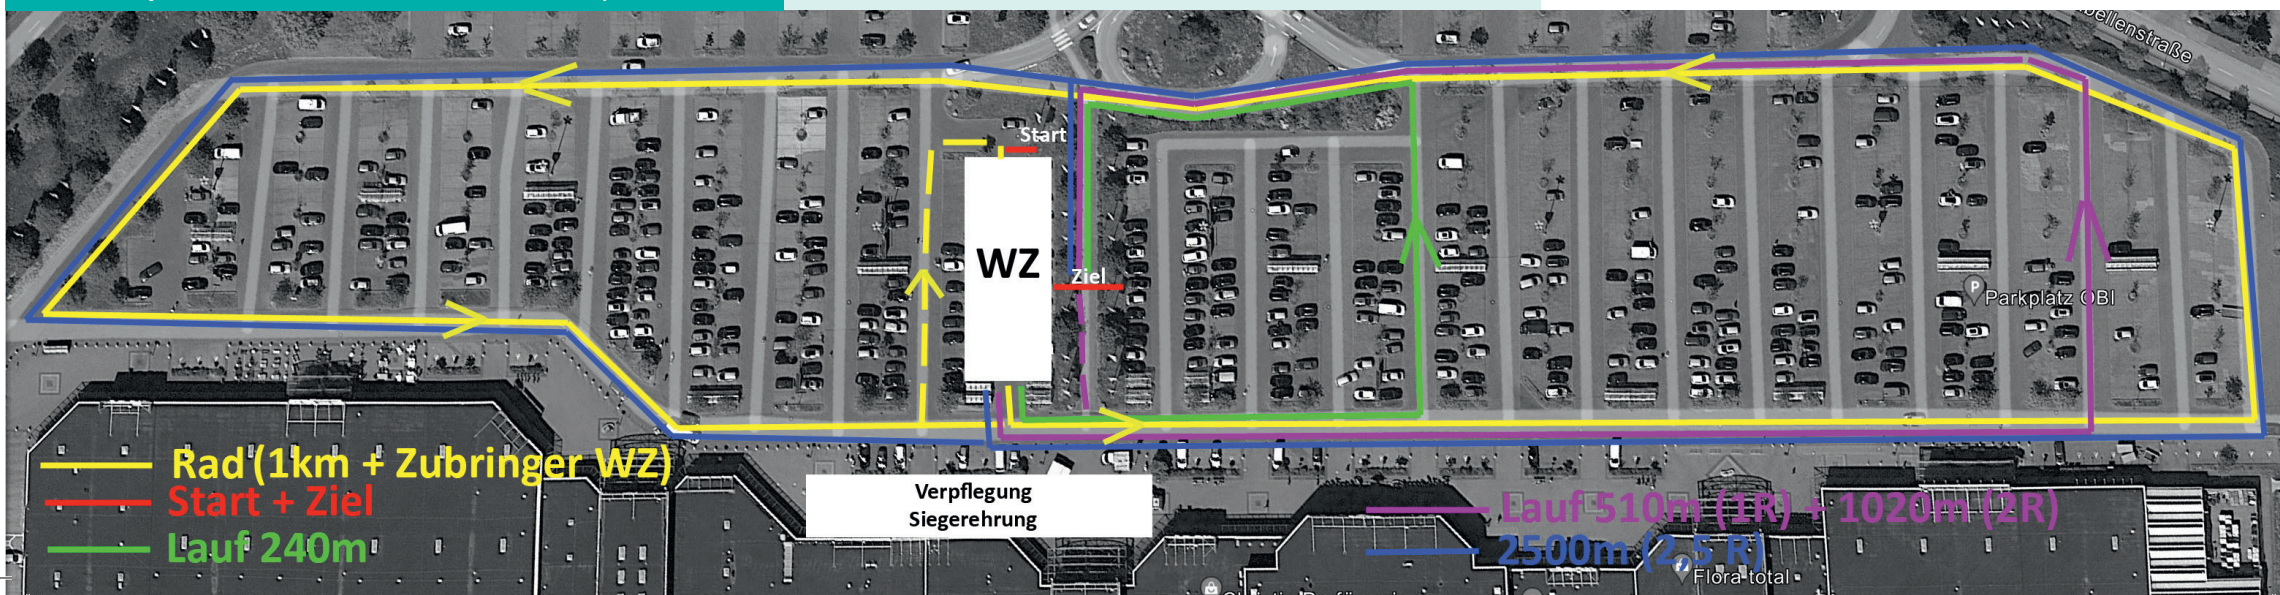 Start
WZ
Ziel
Parkplatz OBI
Rad (1km + Zubringer WZ)
Start + Ziel
Lauf 240m
Verpflegung
Siegerehrung
Lauf 510m (1R) + 1020m (2R)
2500m (2,5 R)
Flora total